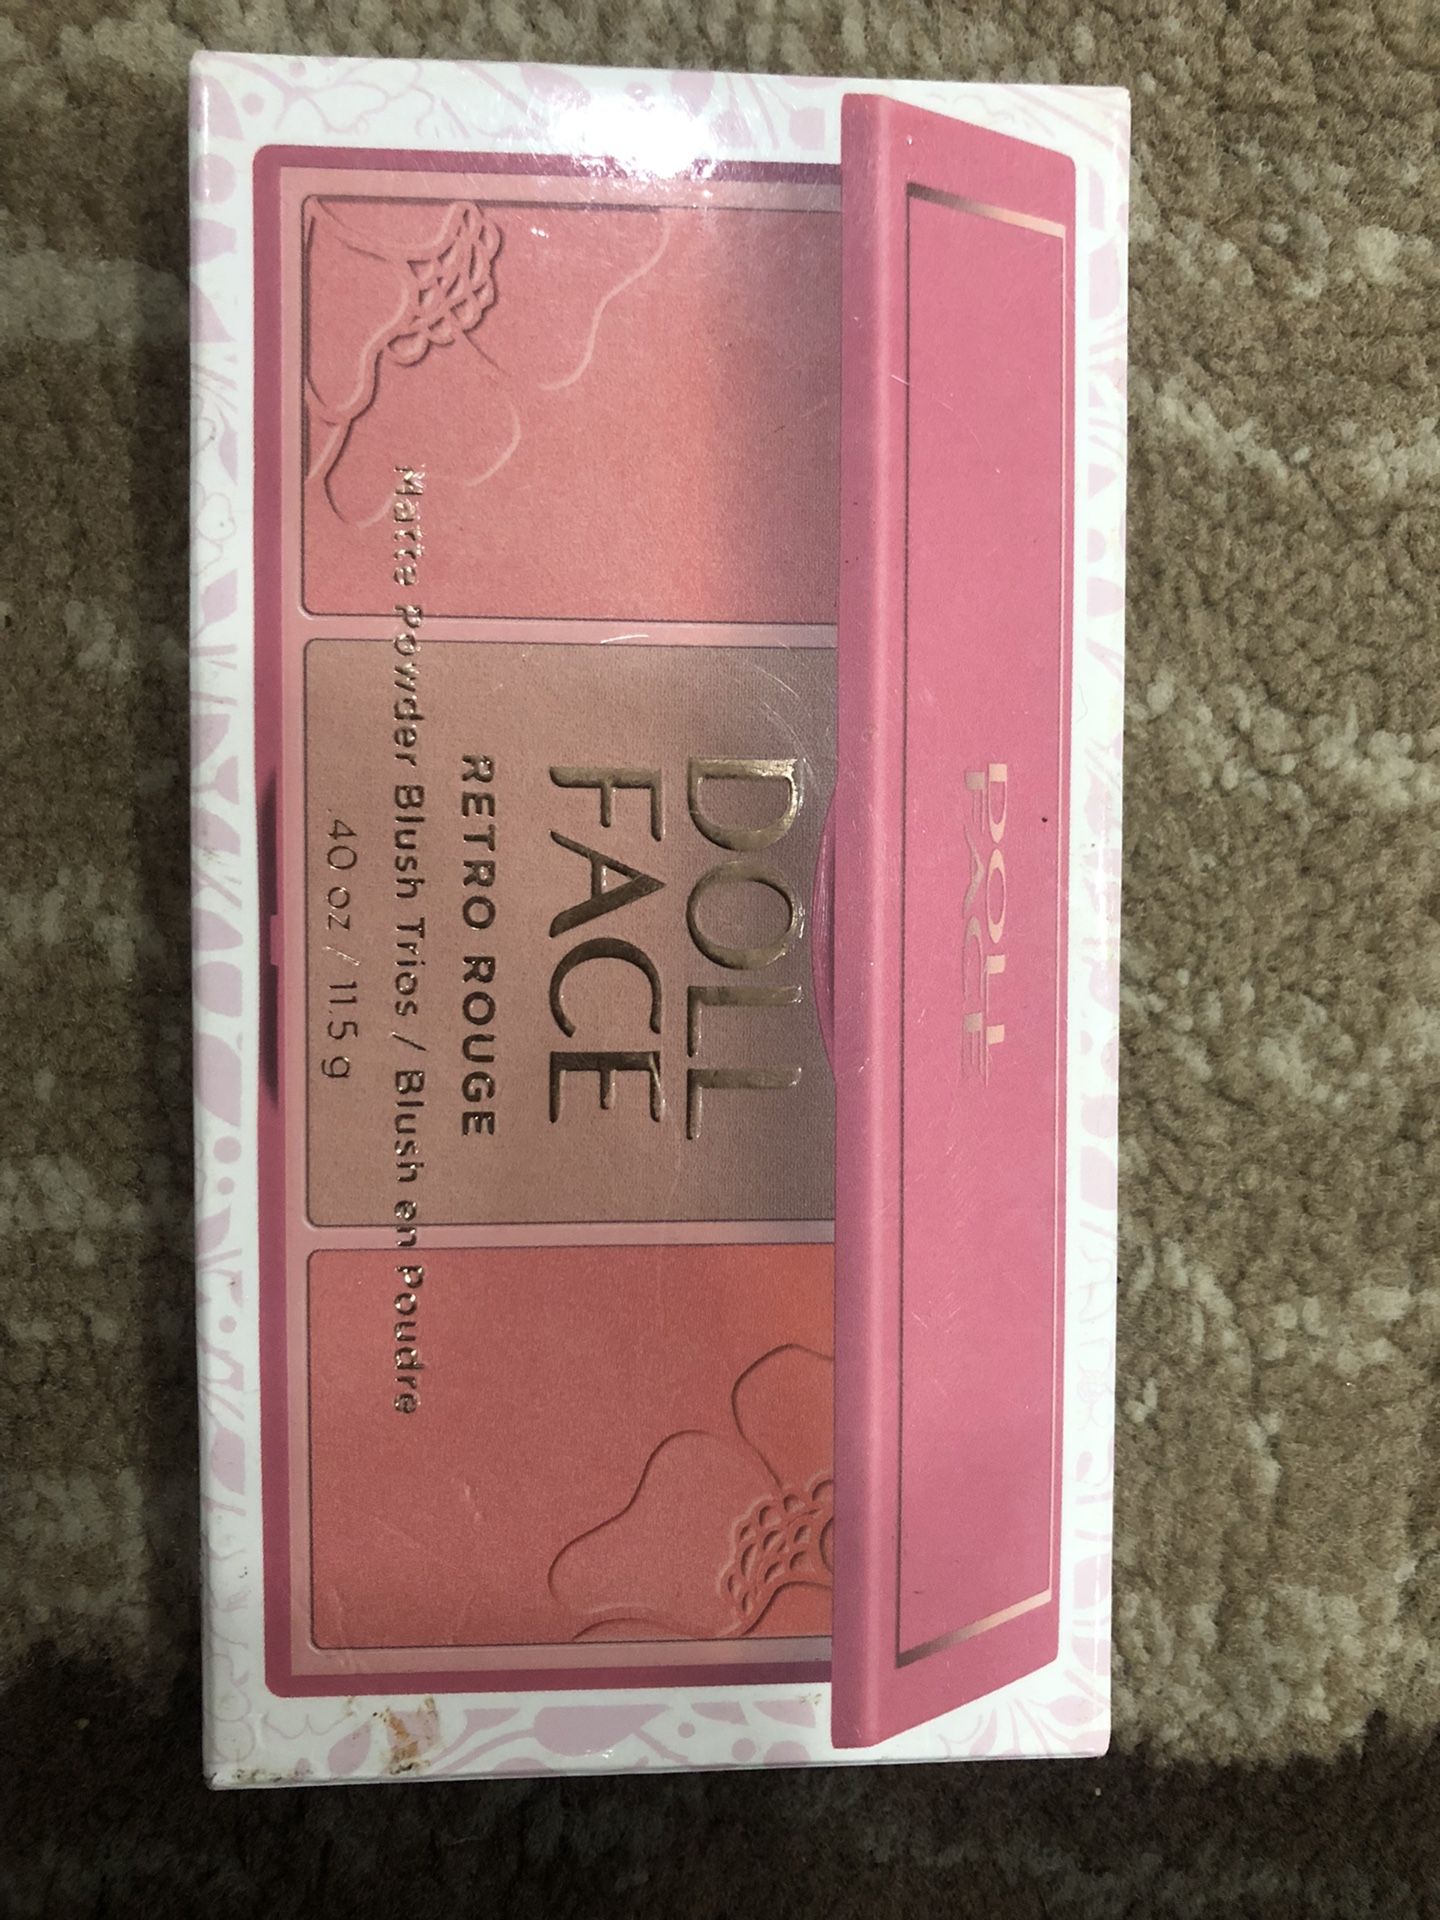 DOLL
FACE
DOLL
FACE
RETRO ROUGE
Matte Powder Blush Trios / Blush en Poudre
.40 oz / 11.5 g